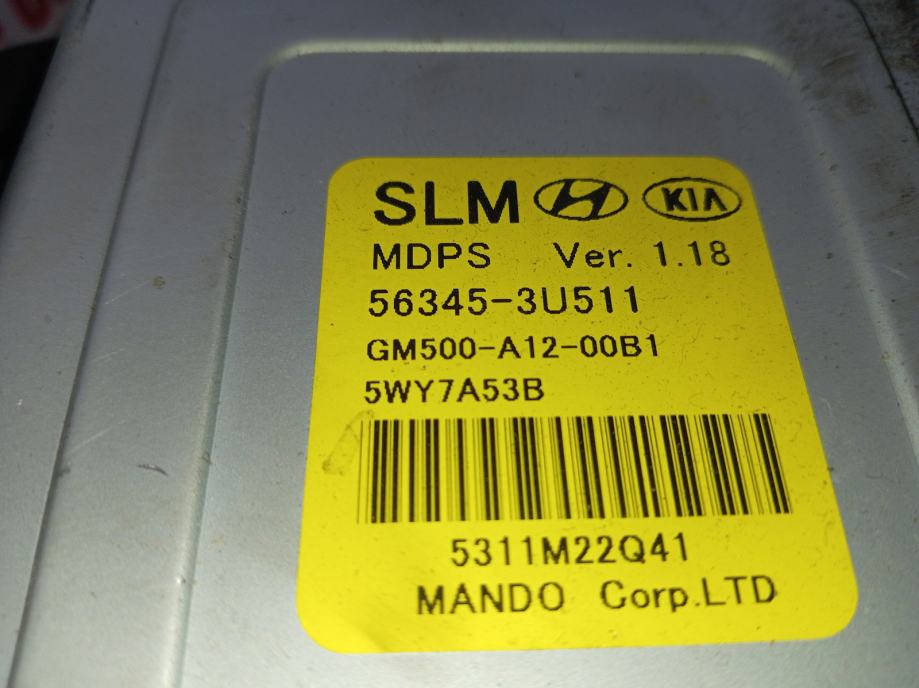 SLM KIA
MDPS Ver. 1.18
56345-3U511
GM500-A12-00B1
5WY7A53B
5311M22Q41
MANDO Corp.LTD